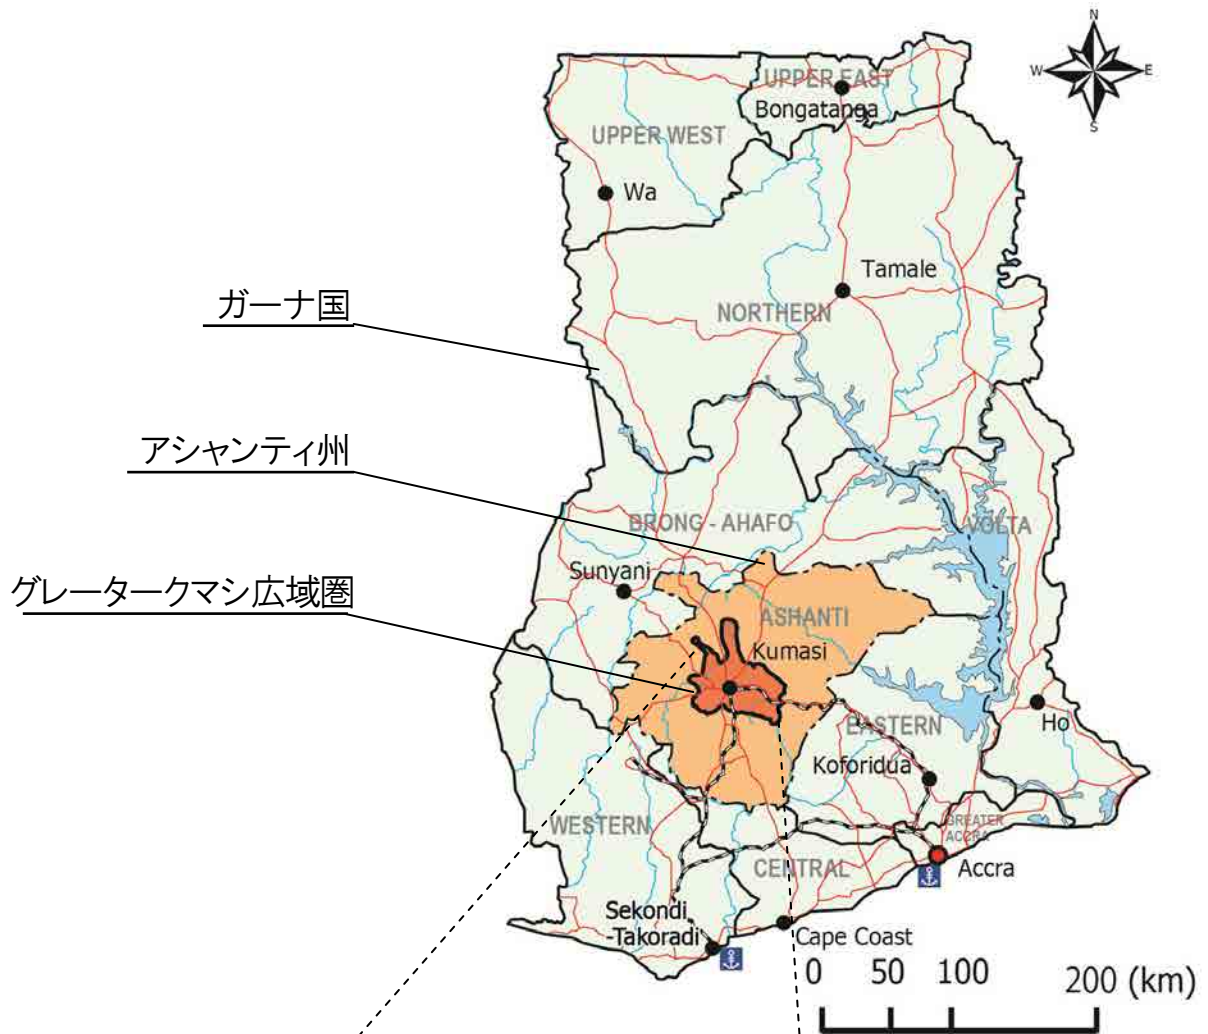 N
W
E
S
UPPER EAST
Bongatanga
UPPER WEST
Wa
Tamale
ガーナ国
NORTHERN
アシャンティ州
BRONG - AHAFO
VOLTA
Sunyani
グレータークマシ広域圏
ASHANTI
Kumasi
Ho
EASTERN
Koforidua
WESTERN
GREATER
ACCRA
CENTRAL
Accra
Sekondi
-Takoradi
Cape Coast
0 50 100 200 (km)